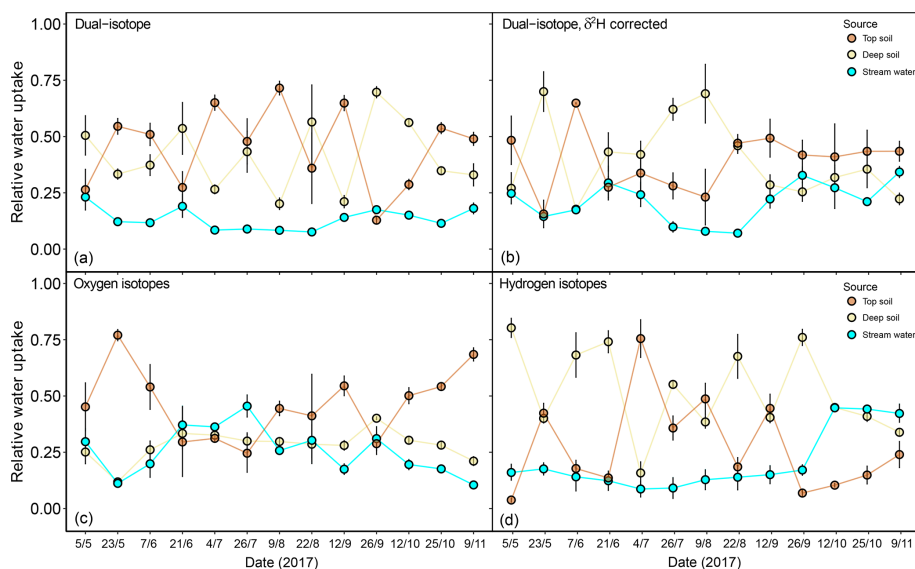 Dual-isotope
Dual-isotope, δ²H corrected
Source
Top soil
Deep soil
Stream water
Relative water uptake
1.00
0.75
0.50
0.25
0.00
(a)
(b)
Oxygen isotopes
Hydrogen isotopes
Source
Top soil
Deep soil
Stream water
Relative water uptake
1.00
0.75
0.50
0.25
0.00
(c)
(d)
5/5 23/5 7/6 21/6 4/7 26/7 9/8 22/8 12/9 26/9 12/10 25/10 9/11
5/5 23/5 7/6 21/6 4/7 26/7 9/8 22/8 12/9 26/9 12/10 25/10 9/11
Date (2017)
Date (2017)